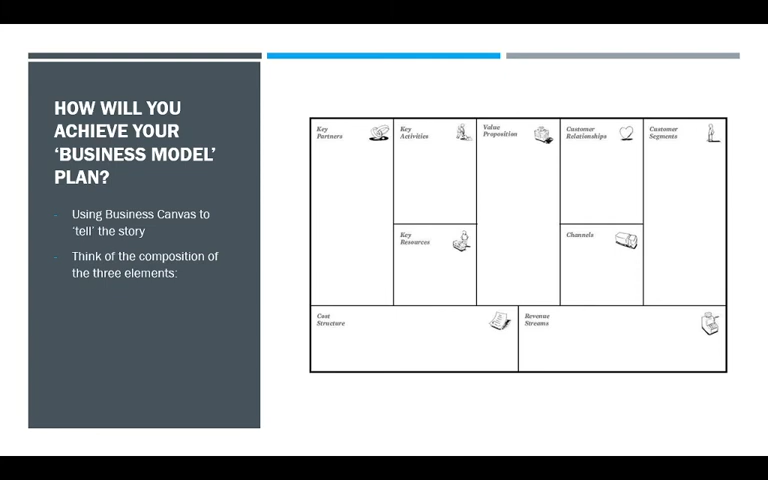 HOW WILL YOU
ACHIEVE YOUR
‘BUSINESS MODEL’
PLAN?
- Using Business Canvas to
‘tell’ the story
- Think of the composition of
the three elements:
Key
Partners
Key
Activities
Value
Proposition
Customer
Relationships
Customer
Segments
Key
Resources
Channels
Cost
Structure
Revenue
Streams